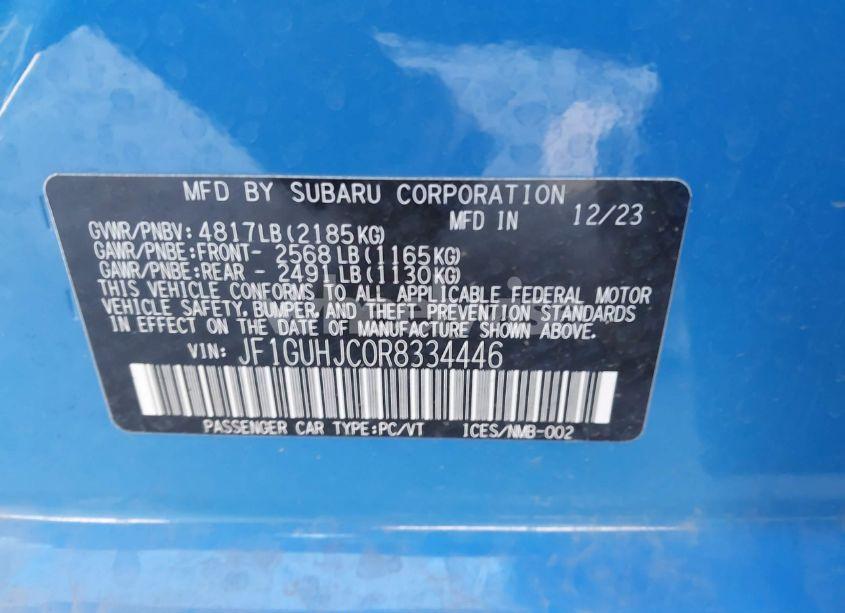 MFD BY SUBARU CORPORATION
MFD IN 12/23
GVWR/PNBV: 4817LB(2185KG)
GAWR/PNBE:FRONT- 2568LB(1165KG)
GAWR/PNBE:REAR - 2491LB(1130KG)
THIS VEHICLE CONFORMS TO ALL APPLICABLE FEDERAL MOTOR
VEHICLE SAFETY, BUMPER, AND THEFT PREVENTION STANDARDS
IN EFFECT ON THE DATE OF MANUFACTURE SHOWN ABOVE.
VIN: JF1GUHJC0R8334446
PASSENGER CAR TYPE:PC/VT ICES/NMB-002